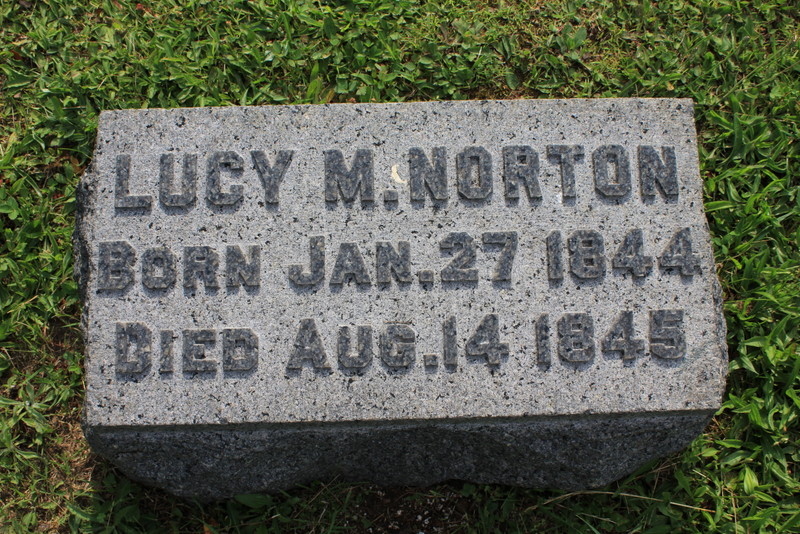 LUCY M. NORTON
BORN JAN. 27 1844
DIED AUG. 14 1845